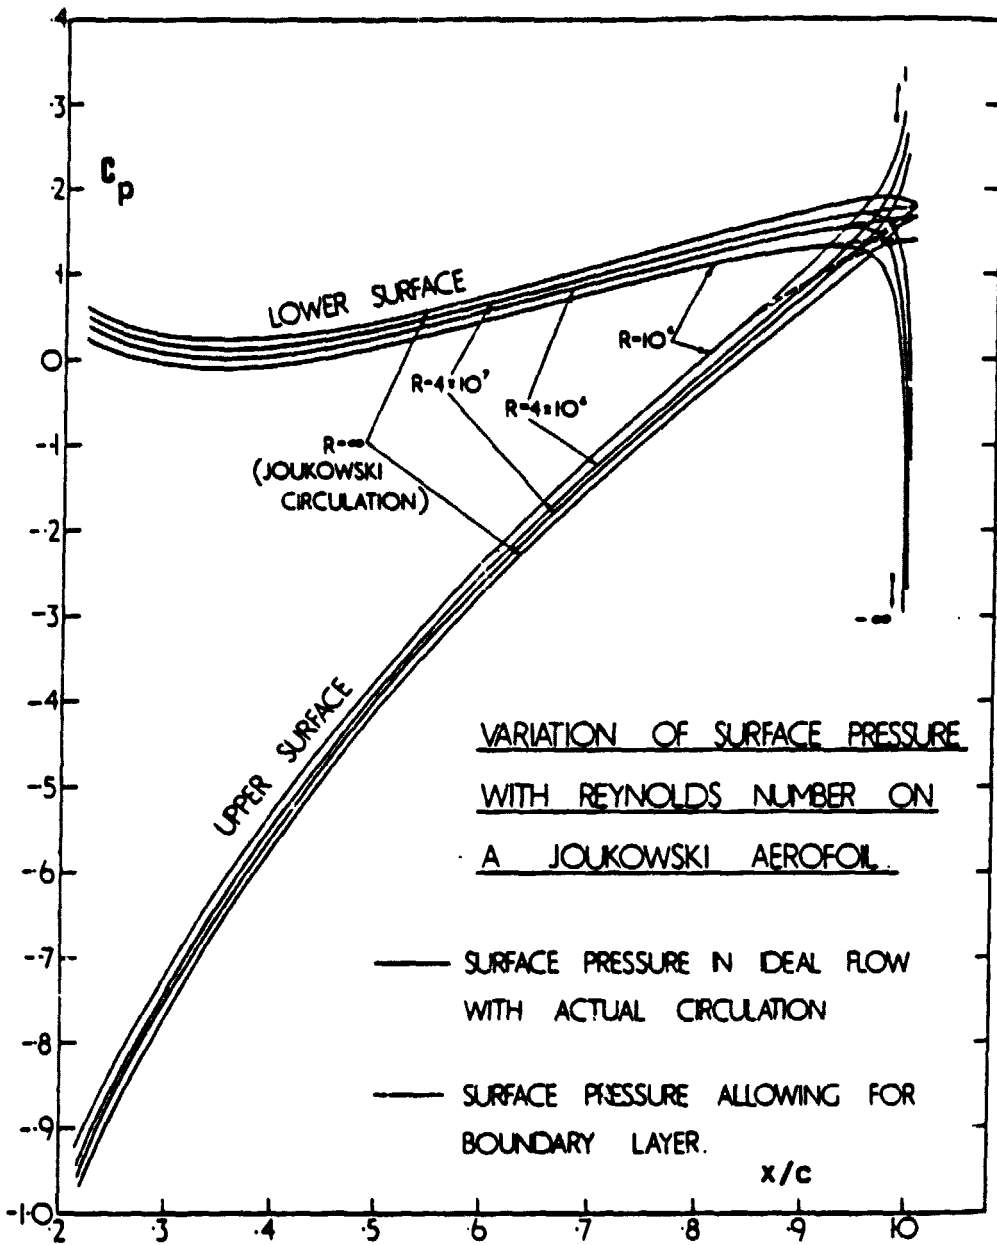 .4
.3
.2
.1
0
-.1
-.2
-.3
-.4
-.5
-.6
-.7
-.8
-.9
-1.0
Cp
LOWER SURFACE
R=∞
(JOUKOWSKI
CIRCULATION)
R=4×10⁷
R=4×10⁶
UPPER SURFACE
-∞
VARIATION OF SURFACE PRESSURE
WITH REYNOLDS NUMBER ON
A JOUKOWSKI AEROFOIL.
SURFACE PRESSURE IN IDEAL FLOW
WITH ACTUAL CIRCULATION
SURFACE PRESSURE ALLOWING FOR
BOUNDARY LAYER.
x/c
.2 .3 .4 .5 .6 .7 .8 .9 1.0